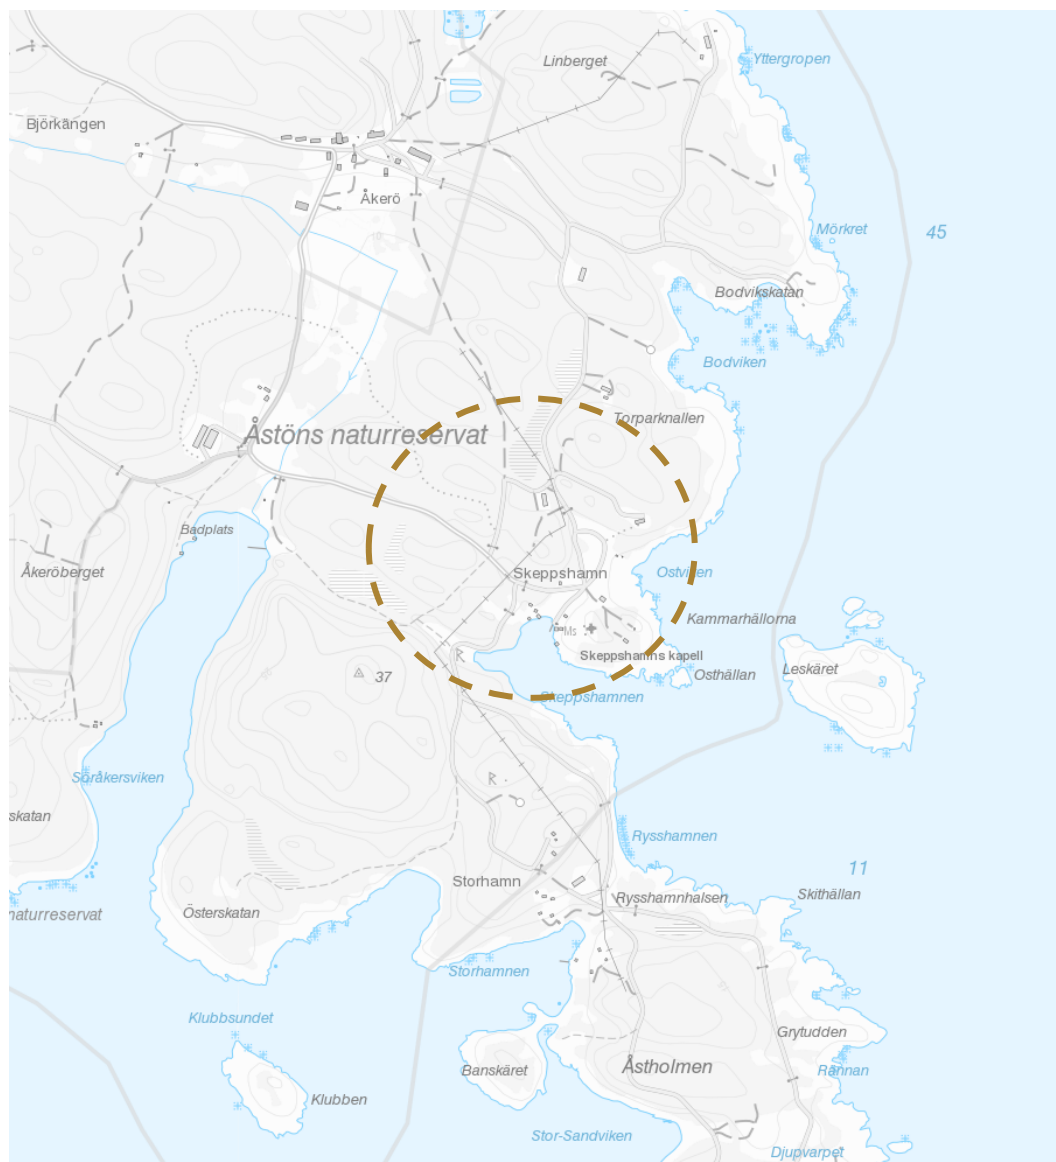 Linberget
Yttergropen
Björkängen
Åkerö
Mörkret
45
Bodvikskatan
Bodviken
Torparknallen
Åstöns naturreservat
Badplats
Åkeröberget
Skeppshamn
Ostviken
Kammarhällorna
Ms
R
Skeppshamns kapell
Leskäret
37
Osthällan
Skeppshamnen
Söråkersviken
R
skatan
Rysshamnen
11
Storhamn
Skithällan
Rysshamnhalsen
Österskatan
naturreservat
Storhamnen
Klubbsundet
Grytudden
Banskäret
Åstholmen
Rännan
Klubben
Stor-Sandviken
Djupvarpet